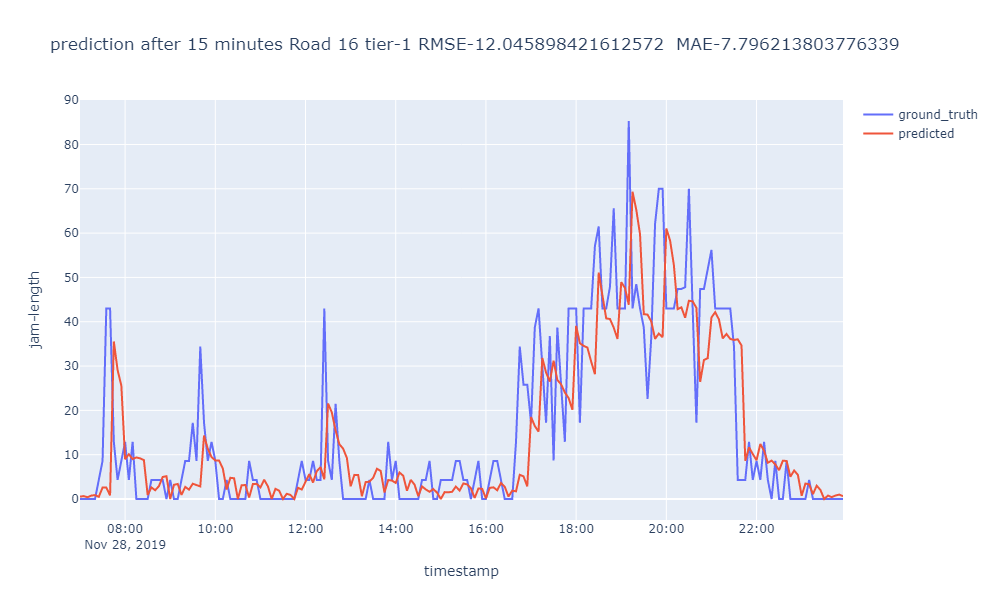 prediction after 15 minutes Road 16 tier-1 RMSE-12.045898421612572  MAE-7.796213803776339
ground_truth
predicted
90
80
70
60
50
40
30
20
10
0
jam-length
08:00 10:00 12:00 14:00 16:00 18:00 20:00 22:00
Nov 28, 2019
timestamp